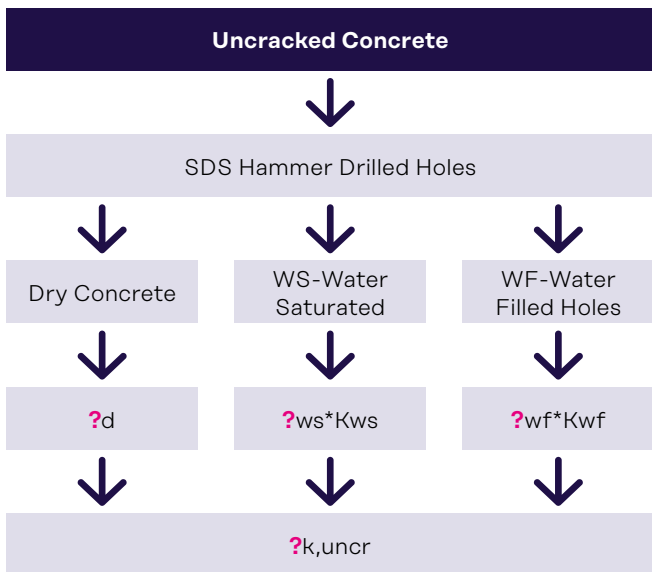 Uncracked Concrete
SDS Hammer Drilled Holes
Dry Concrete
WS-Water
Saturated
WF-Water
Filled Holes
?d
?ws*Kws
?wf*Kwf
?k,uncr